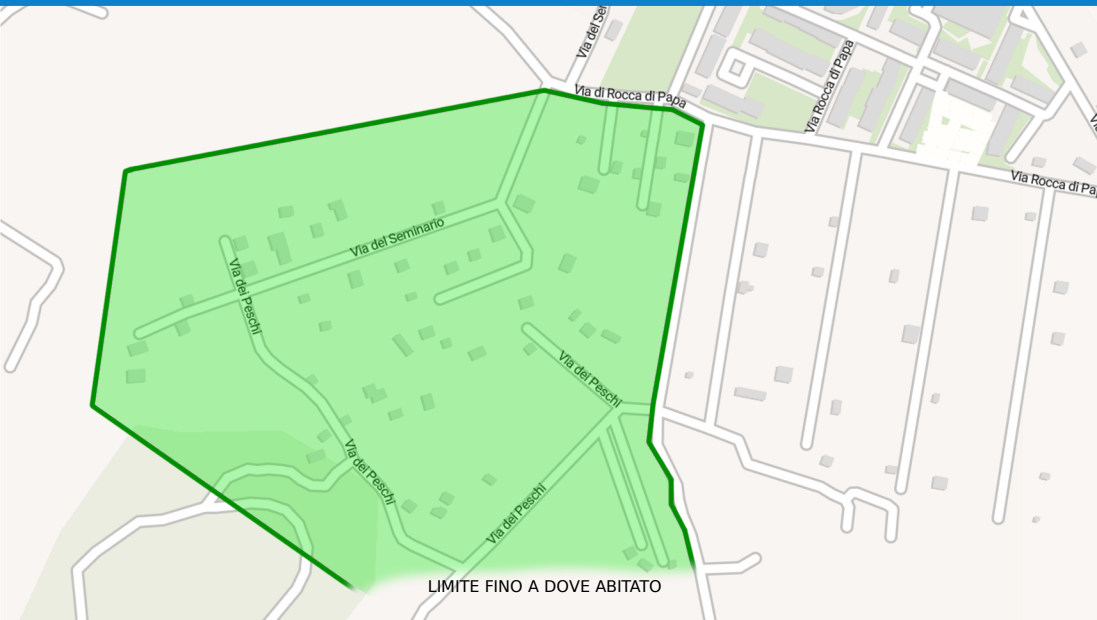 Via del Se
Via di Rocca di Papa
Via Rocca di Papa
Via Rocca di Pa
Via del Seminario
Via dei Peschi
Via dei Peschi
Via dei Peschi
Via dei Peschi
LIMITE FINO A DOVE ABITATO